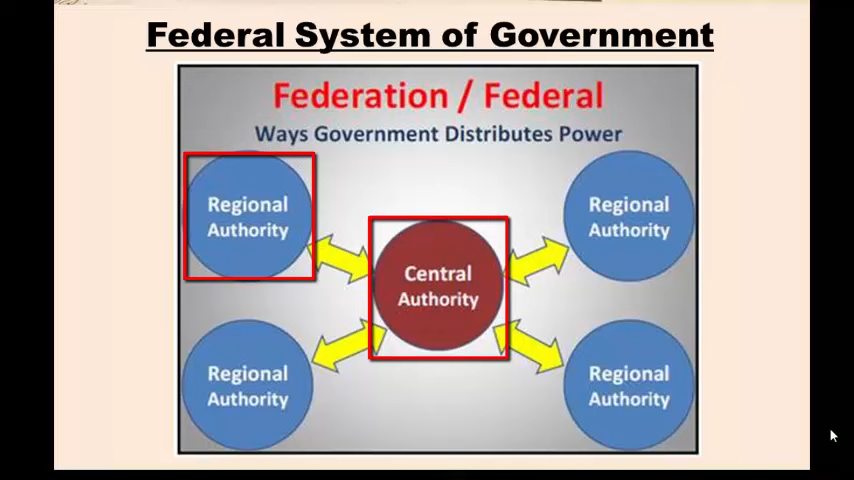 Federal System of Government
Federation / Federal
Ways Government Distributes Power
Regional
Authority
Regional
Authority
Central
Authority
Regional
Authority
Regional
Authority